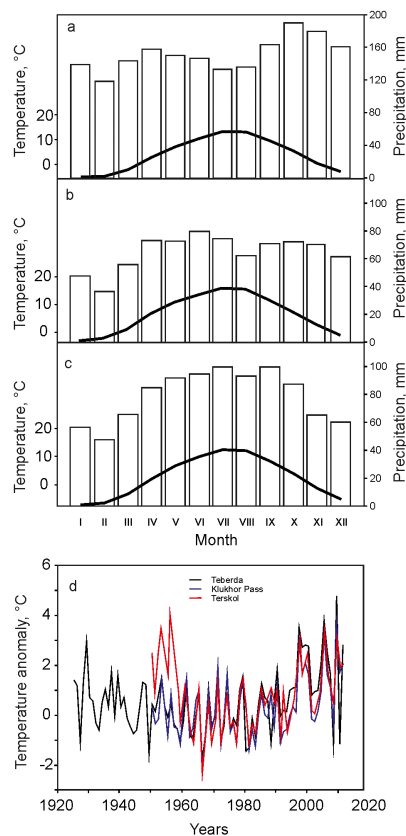 a
Temperature, °C
20
10
0
200
160
120
80
40
0
Precipitation, mm
b
Temperature, °C
20
10
0
100
80
60
40
20
0
Precipitation, mm
c
Temperature, °C
20
10
0
100
80
60
40
20
0
Precipitation, mm
I II III IV V VI VII VIII IX X XI XII
Month
d
Temperature anomaly, °C
6
4
2
0
-2
Teberda
Klukhor Pass
Terskol
1920 1940 1960 1980 2000 2020
Years